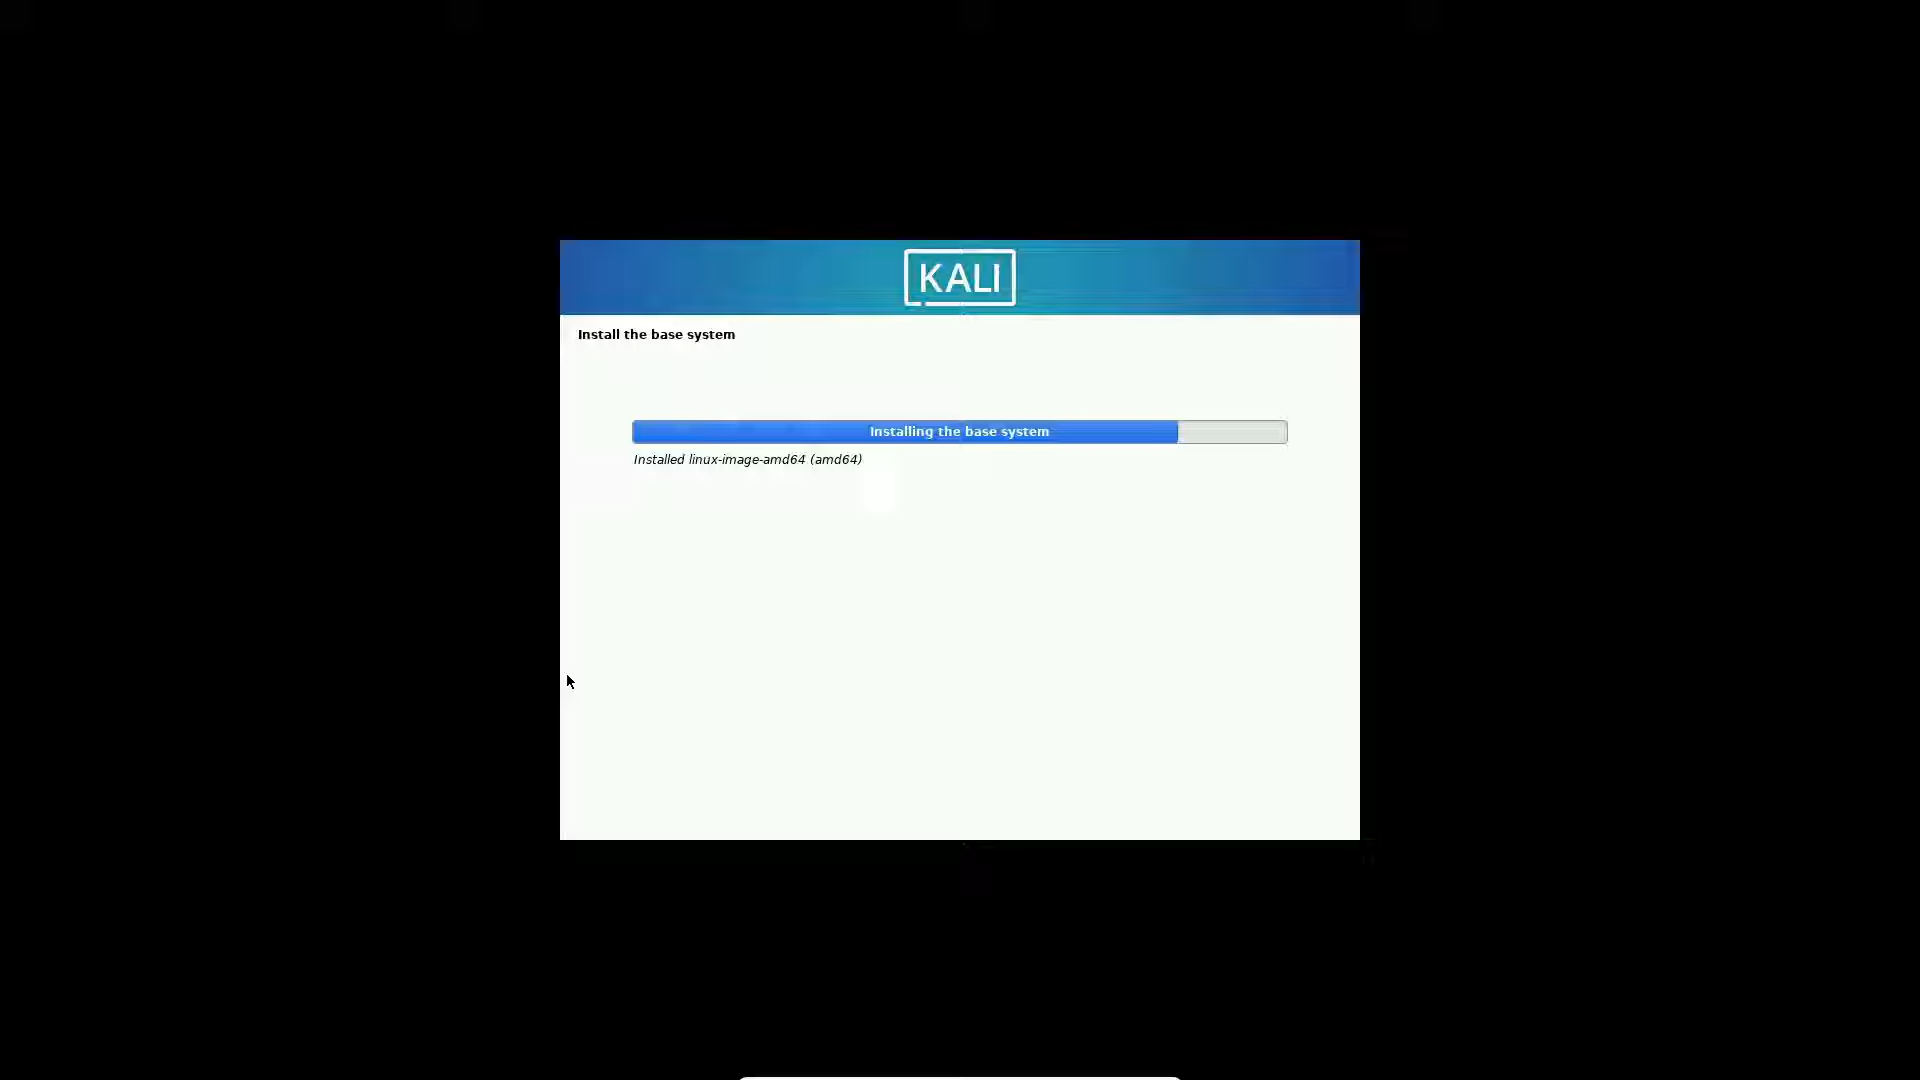 KALI
Install the base system
Installing the base system
Installed linux-image-amd64 (amd64)